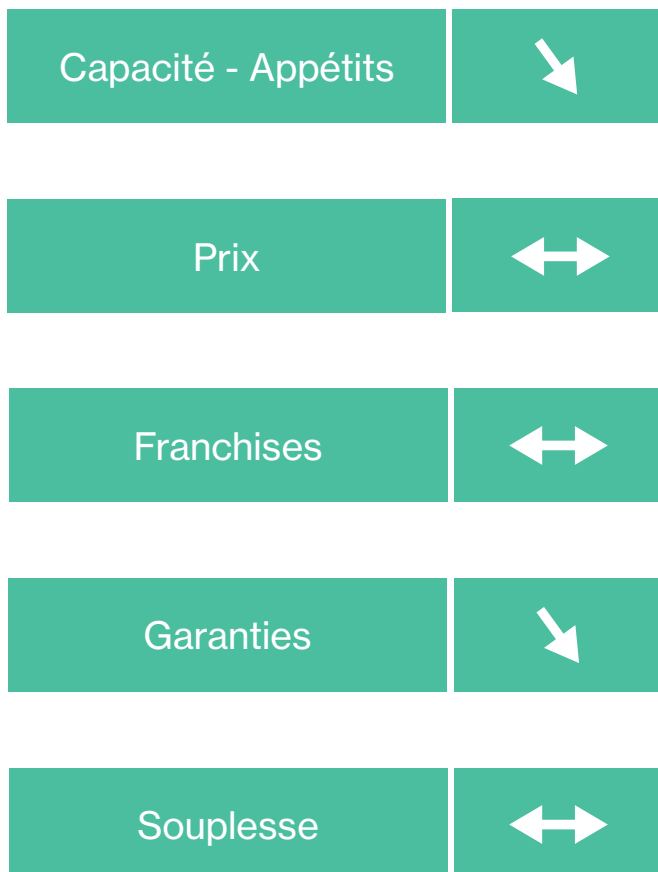 Capacité - Appétits
Prix
Franchises
Garanties
Souplesse